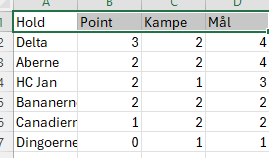 A B C D
1 Hold Point Kampe Mål
2 Delta 3 2 4
3 Aberne 2 2 4
4 HC Jan 2 1 3
5 Bananern 2 2 2
6 Canadierr 1 2 2
7 Dingoerne 0 1 1